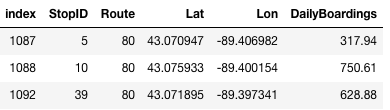 index StopID Route Lat Lon DailyBoardings
1087 5 80 43.070947 -89.406982 317.94
1088 10 80 43.075933 -89.400154 750.61
1092 39 80 43.071895 -89.397341 628.88